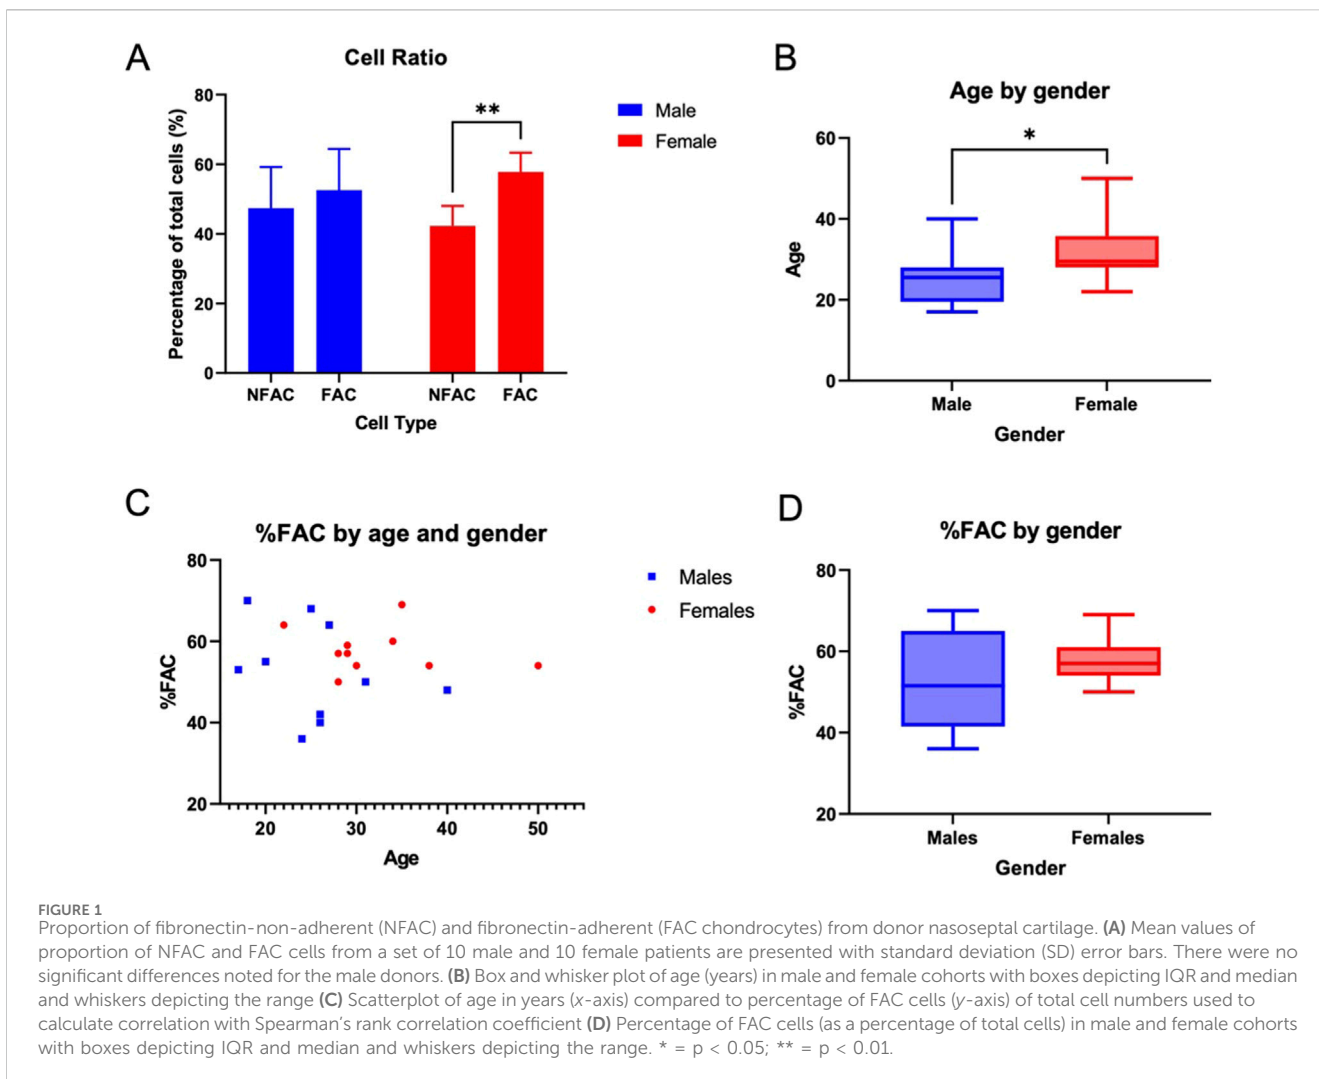 A
Cell Ratio
Percentage of total cells (%)
80
60
40
20
0
**
NFAC FAC NFAC FAC
Cell Type
Male
Female
B
Age by gender
Age
60
40
20
0
*
Male Female
Gender
C
%FAC by age and gender
%FAC
80
60
40
20
20 30 40 50
Age
Males
Females
D
%FAC by gender
%FAC
80
60
40
20
Males Females
Gender
FIGURE 1
Proportion of fibronectin-non-adherent (NFAC) and fibronectin-adherent (FAC chondrocytes) from donor nasoseptal cartilage. (A) Mean values of
proportion of NFAC and FAC cells from a set of 10 male and 10 female patients are presented with standard deviation (SD) error bars. There were no
significant differences noted for the male donors. (B) Box and whisker plot of age (years) in male and female cohorts with boxes depicting IQR and median
and whiskers depicting the range (C) Scatterplot of age in years (x-axis) compared to percentage of FAC cells (y-axis) of total cell numbers used to
calculate correlation with Spearman's rank correlation coefficient (D) Percentage of FAC cells (as a percentage of total cells) in male and female cohorts
with boxes depicting IQR and median and whiskers depicting the range. * = p < 0.05; ** = p < 0.01.